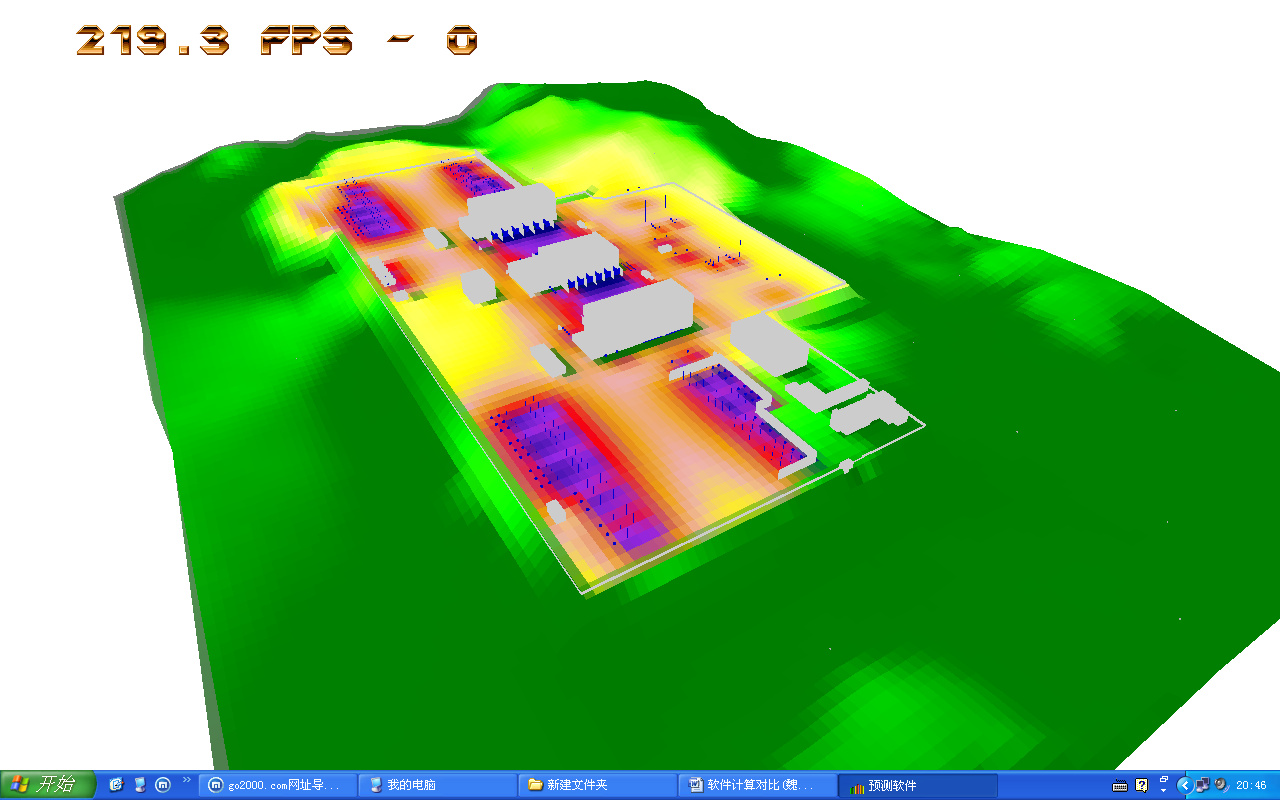 219.3 FPS - 0
开始
go2000.com网址导...
我的电脑
新建文件夹
软件计算对比(魏...
预测软件
20:46